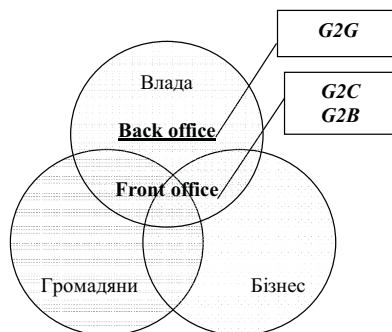 G2G
Влада
G2C
G2B
Back office
Front office
Громадяни
Бізнес